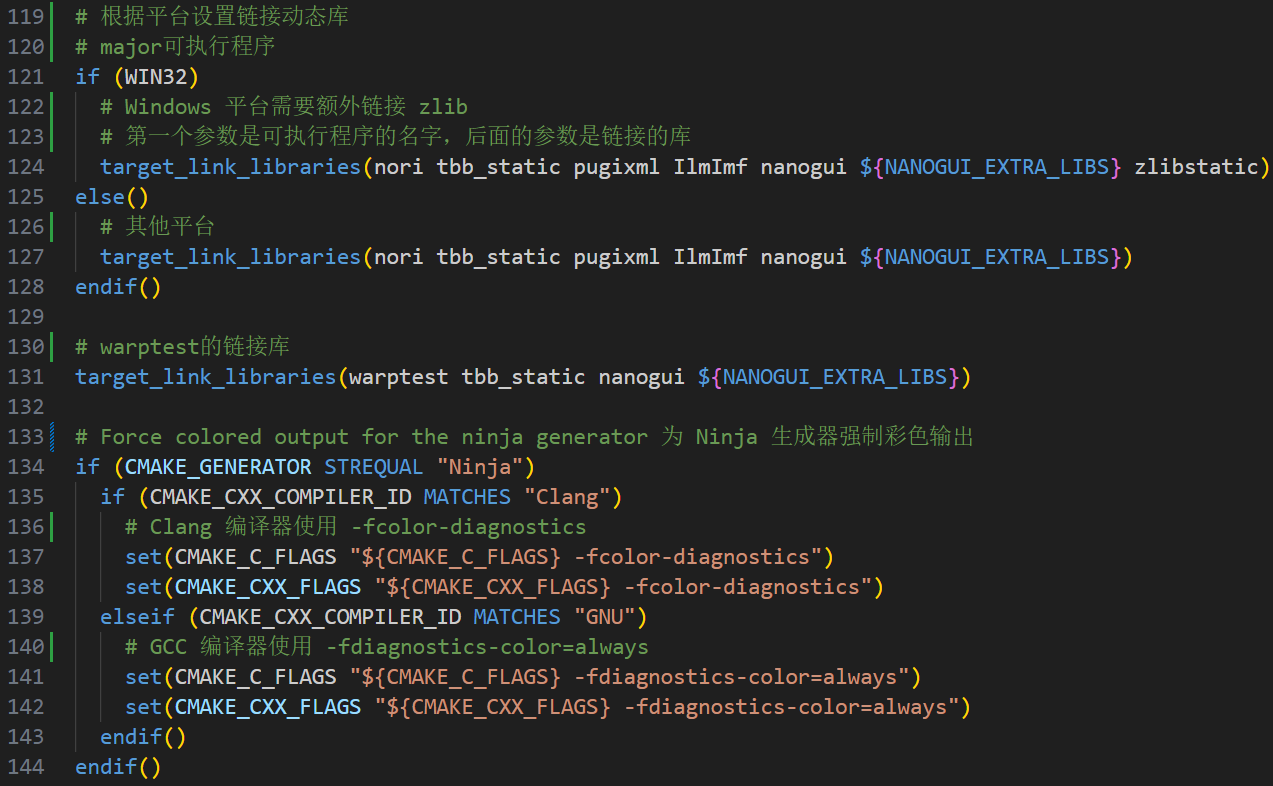 119 # 根据平台设置链接动态库
120 # major可执行程序
121 if (WIN32)
122   # Windows 平台需要额外链接 zlib
123   # 第一个参数是可执行程序的名字，后面的参数是链接的库
124   target_link_libraries(nori tbb_static pugixml IlmImf nanogui ${NANOGUI_EXTRA_LIBS} zlibstatic)
125 else()
126   # 其他平台
127   target_link_libraries(nori tbb_static pugixml IlmImf nanogui ${NANOGUI_EXTRA_LIBS})
128 endif()
129
130 # warptest的链接库
131 target_link_libraries(warptest tbb_static nanogui ${NANOGUI_EXTRA_LIBS})
132
133 # Force colored output for the ninja generator 为 Ninja 生成器强制彩色输出
134 if (CMAKE_GENERATOR STREQUAL "Ninja")
135   if (CMAKE_CXX_COMPILER_ID MATCHES "Clang")
136     # Clang 编译器使用 -fcolor-diagnostics
137     set(CMAKE_C_FLAGS "${CMAKE_C_FLAGS} -fcolor-diagnostics")
138     set(CMAKE_CXX_FLAGS "${CMAKE_CXX_FLAGS} -fcolor-diagnostics")
139   elseif (CMAKE_CXX_COMPILER_ID MATCHES "GNU")
140     # GCC 编译器使用 -fdiagnostics-color=always
141     set(CMAKE_C_FLAGS "${CMAKE_C_FLAGS} -fdiagnostics-color=always")
142     set(CMAKE_CXX_FLAGS "${CMAKE_CXX_FLAGS} -fdiagnostics-color=always")
143   endif()
144 endif()